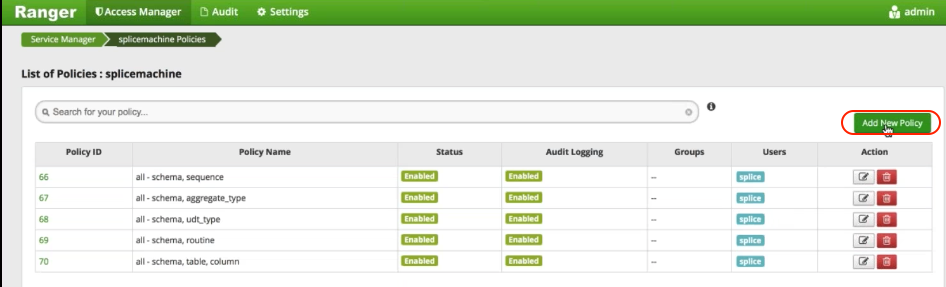 Ranger Access Manager Audit Settings admin
Service Manager splicemachine Policies
List of Policies : splicemachine
Search for your policy...
Add New Policy
Policy ID Policy Name Status Audit Logging Groups Users Action
66 all - schema, sequence Enabled Enabled -- splice
67 all - schema, aggregate_type Enabled Enabled -- splice
68 all - schema, udt_type Enabled Enabled -- splice
69 all - schema, routine Enabled Enabled -- splice
70 all - schema, table, column Enabled Enabled -- splice